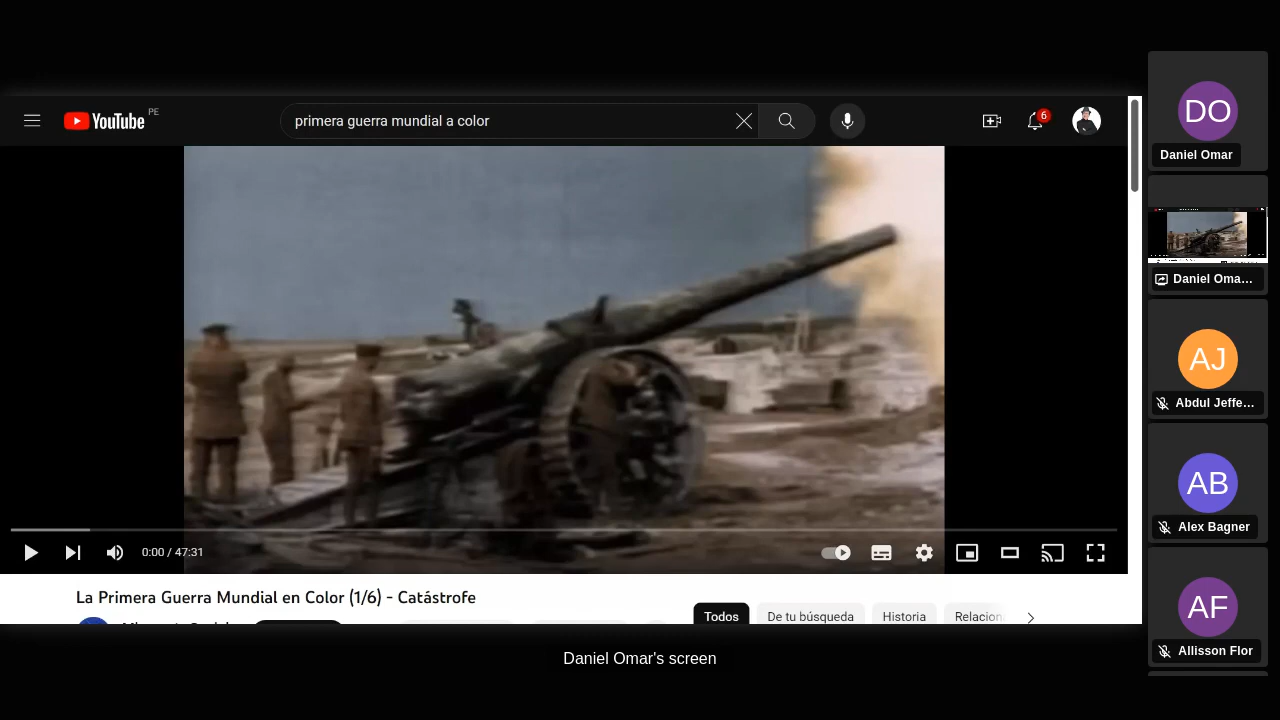 YouTube PE
primera guerra mundial a color
6
0:00 / 47:31
La Primera Guerra Mundial en Color (1/6) - Catástrofe
Todos
De tu búsqueda
Historia
Relacion
Daniel Omar's screen
DO
Daniel Omar
Daniel Oma...
AJ
Abdul Jeffe...
AB
Alex Bagner
AF
Allisson Flor